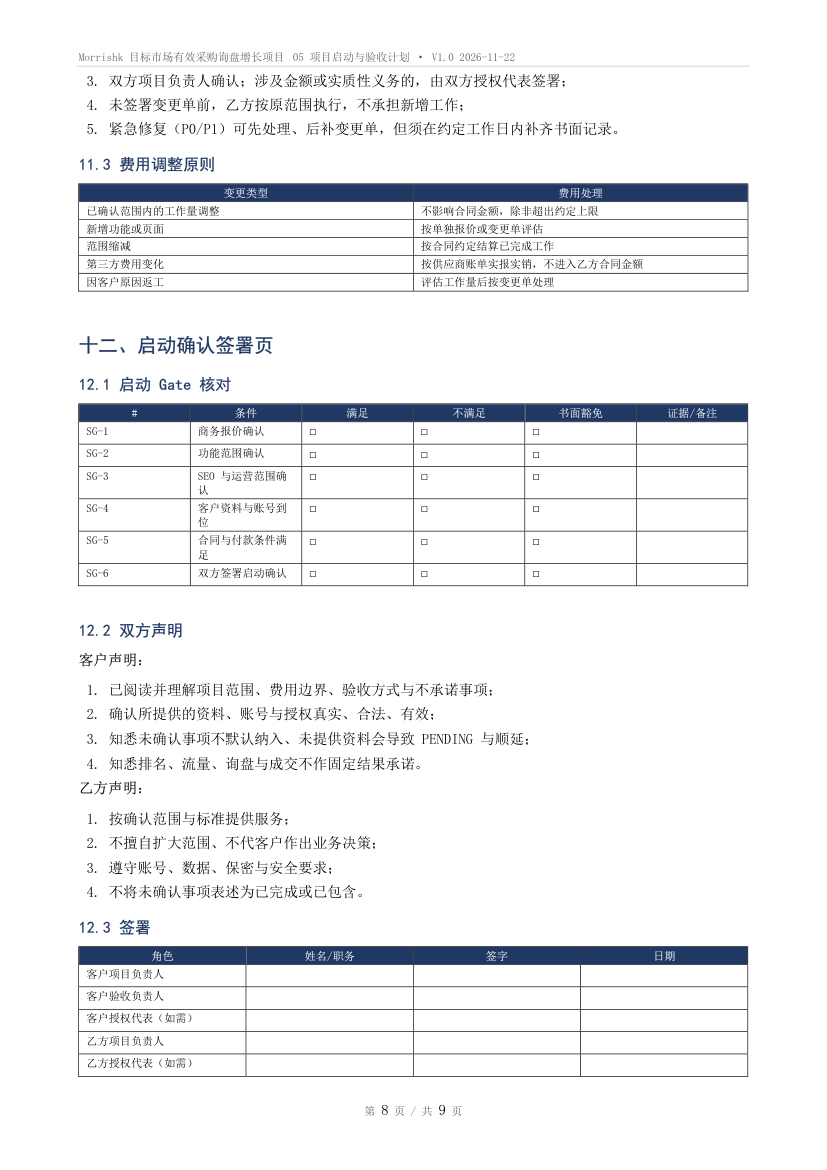 Morrishk 目标市场有效采购询盘增长项目 05 项目启动与验收计划 • V1.0 2026-11-22
3. 双方项目负责人确认；涉及金额或实质性义务的，由双方授权代表签署；
4. 未签署变更单前，乙方按原范围执行，不承担新增工作；
5. 紧急修复（P0/P1）可先处理、后补变更单，但须在约定工作日内补齐书面记录。
11.3 费用调整原则
变更类型 费用处理
已确认范围内的工作量调整 不影响合同金额，除非超出约定上限
新增功能或页面 按单独报价或变更单评估
范围缩减 按合同约定结算已完成工作
第三方费用变化 按供应商账单实报实销，不进入乙方合同金额
因客户原因返工 评估工作量后按变更单处理
十二、启动确认签署页
12.1 启动 Gate 核对
# 条件 满足 不满足 书面豁免 证据/备注
SG-1 商务报价确认 □ □ □
SG-2 功能范围确认 □ □ □
SG-3 SEO 与运营范围确 □ □ □
认
SG-4 客户资料与账号到 □ □ □
位
SG-5 合同与付款条件满 □ □ □
足
SG-6 双方签署启动确认 □ □ □
12.2 双方声明
客户声明：
1. 已阅读并理解项目范围、费用边界、验收方式与不承诺事项；
2. 确认所提供的资料、账号与授权真实、合法、有效；
3. 知悉未确认事项不默认纳入、未提供资料会导致 PENDING 与顺延；
4. 知悉排名、流量、询盘与成交不作固定结果承诺。
乙方声明：
1. 按确认范围与标准提供服务；
2. 不擅自扩大范围、不代客户作出业务决策；
3. 遵守账号、数据、保密与安全要求；
4. 不将未确认事项表述为已完成或已包含。
12.3 签署
角色 姓名/职务 签字 日期
客户项目负责人
客户验收负责人
客户授权代表（如需）
乙方项目负责人
乙方授权代表（如需）
第 8 页 / 共 9 页